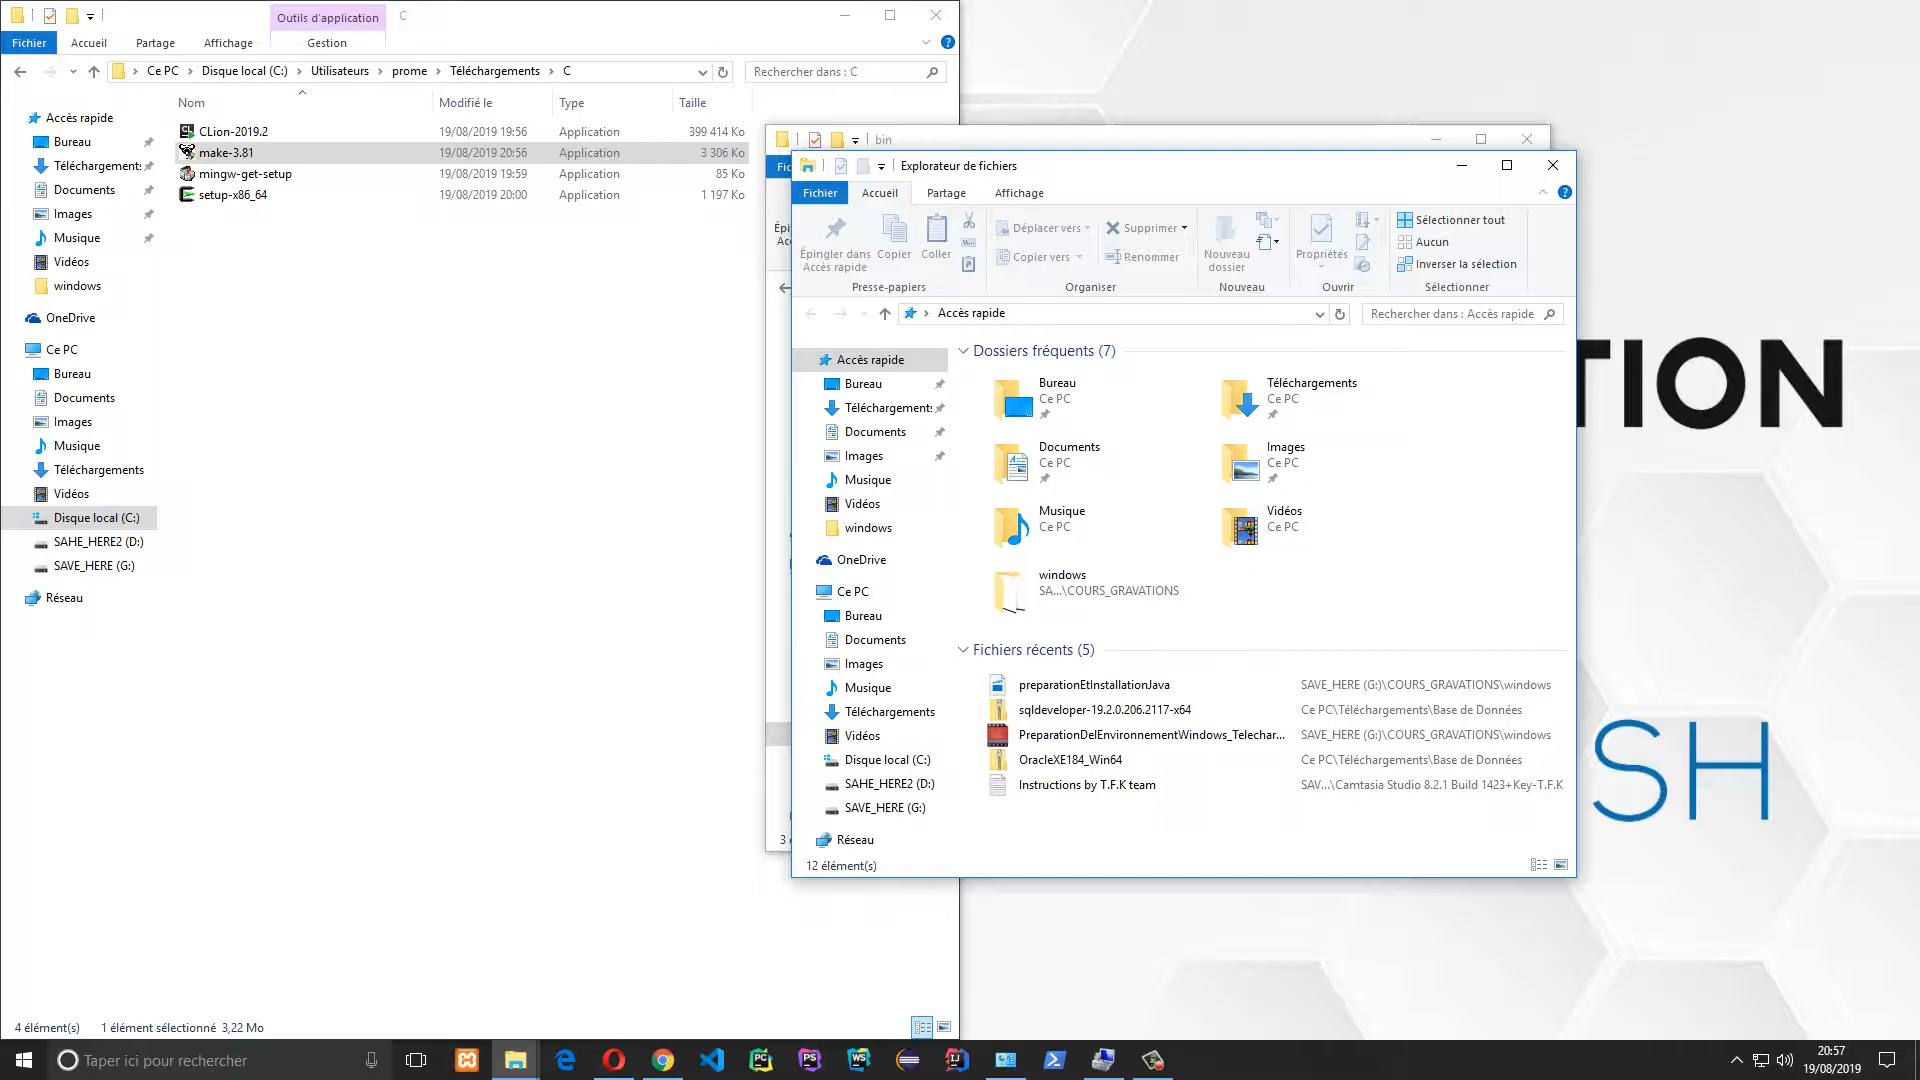 Outils d'application
C
Fichier
Accueil
Partage
Affichage
Gestion
Ce PC
Disque local (C:)
Utilisateurs
prome
Téléchargements
C
Rechercher dans : C
Nom
Modifié le
Type
Taille
CLion-2019.2
19/08/2019 19:56
Application
399 414 Ko
make-3.81
19/08/2019 20:56
Application
3 306 Ko
mingw-get-setup
19/08/2019 19:59
Application
85 Ko
setup-x86_64
19/08/2019 20:00
Application
1 197 Ko
Accès rapide
Bureau
Téléchargements
Documents
Images
Musique
Vidéos
windows
OneDrive
Ce PC
Bureau
Documents
Images
Musique
Téléchargements
Vidéos
Disque local (C:)
SAHE_HERE2 (D:)
SAVE_HERE (G:)
Réseau
4 élément(s)
1 élément sélectionné 3,22 Mo
bin
Explorateur de fichiers
Fichier
Accueil
Partage
Affichage
Épingler dans
Accès rapide
Copier
Coller
Presse-papiers
Déplacer vers
Copier vers
Supprimer
Renommer
Organiser
Nouveau
dossier
Nouveau
Propriétés
Ouvrir
Sélectionner tout
Aucun
Inverser la sélection
Sélectionner
Accès rapide
Rechercher dans : Accès rapide
Accès rapide
Bureau
Téléchargements
Documents
Images
Musique
Vidéos
windows
OneDrive
Ce PC
Bureau
Documents
Images
Musique
Téléchargements
Vidéos
Disque local (C:)
SAHE_HERE2 (D:)
SAVE_HERE (G:)
Réseau
12 élément(s)
Dossiers fréquents (7)
Bureau
Ce PC
Téléchargements
Ce PC
Documents
Ce PC
Images
Ce PC
Musique
Ce PC
Vidéos
Ce PC
windows
SA...\COURS_GRAVATIONS
Fichiers récents (5)
preparationEtInstallationJava
SAVE_HERE (G:)\COURS_GRAVATIONS\windows
sqldeveloper-19.2.0.206.2117-x64
Ce PC\Téléchargements\Base de Données
PreparationDelEnvironnementWindows_Telechar...
SAVE_HERE (G:)\COURS_GRAVATIONS\windows
OracleXE184_Win64
Ce PC\Téléchargements\Base de Données
Instructions by T.F.K team
SAV...\Camtasia Studio 8.2.1 Build 1423+Key-T.F.K
TION
SH
Taper ici pour rechercher
20:57
19/08/2019